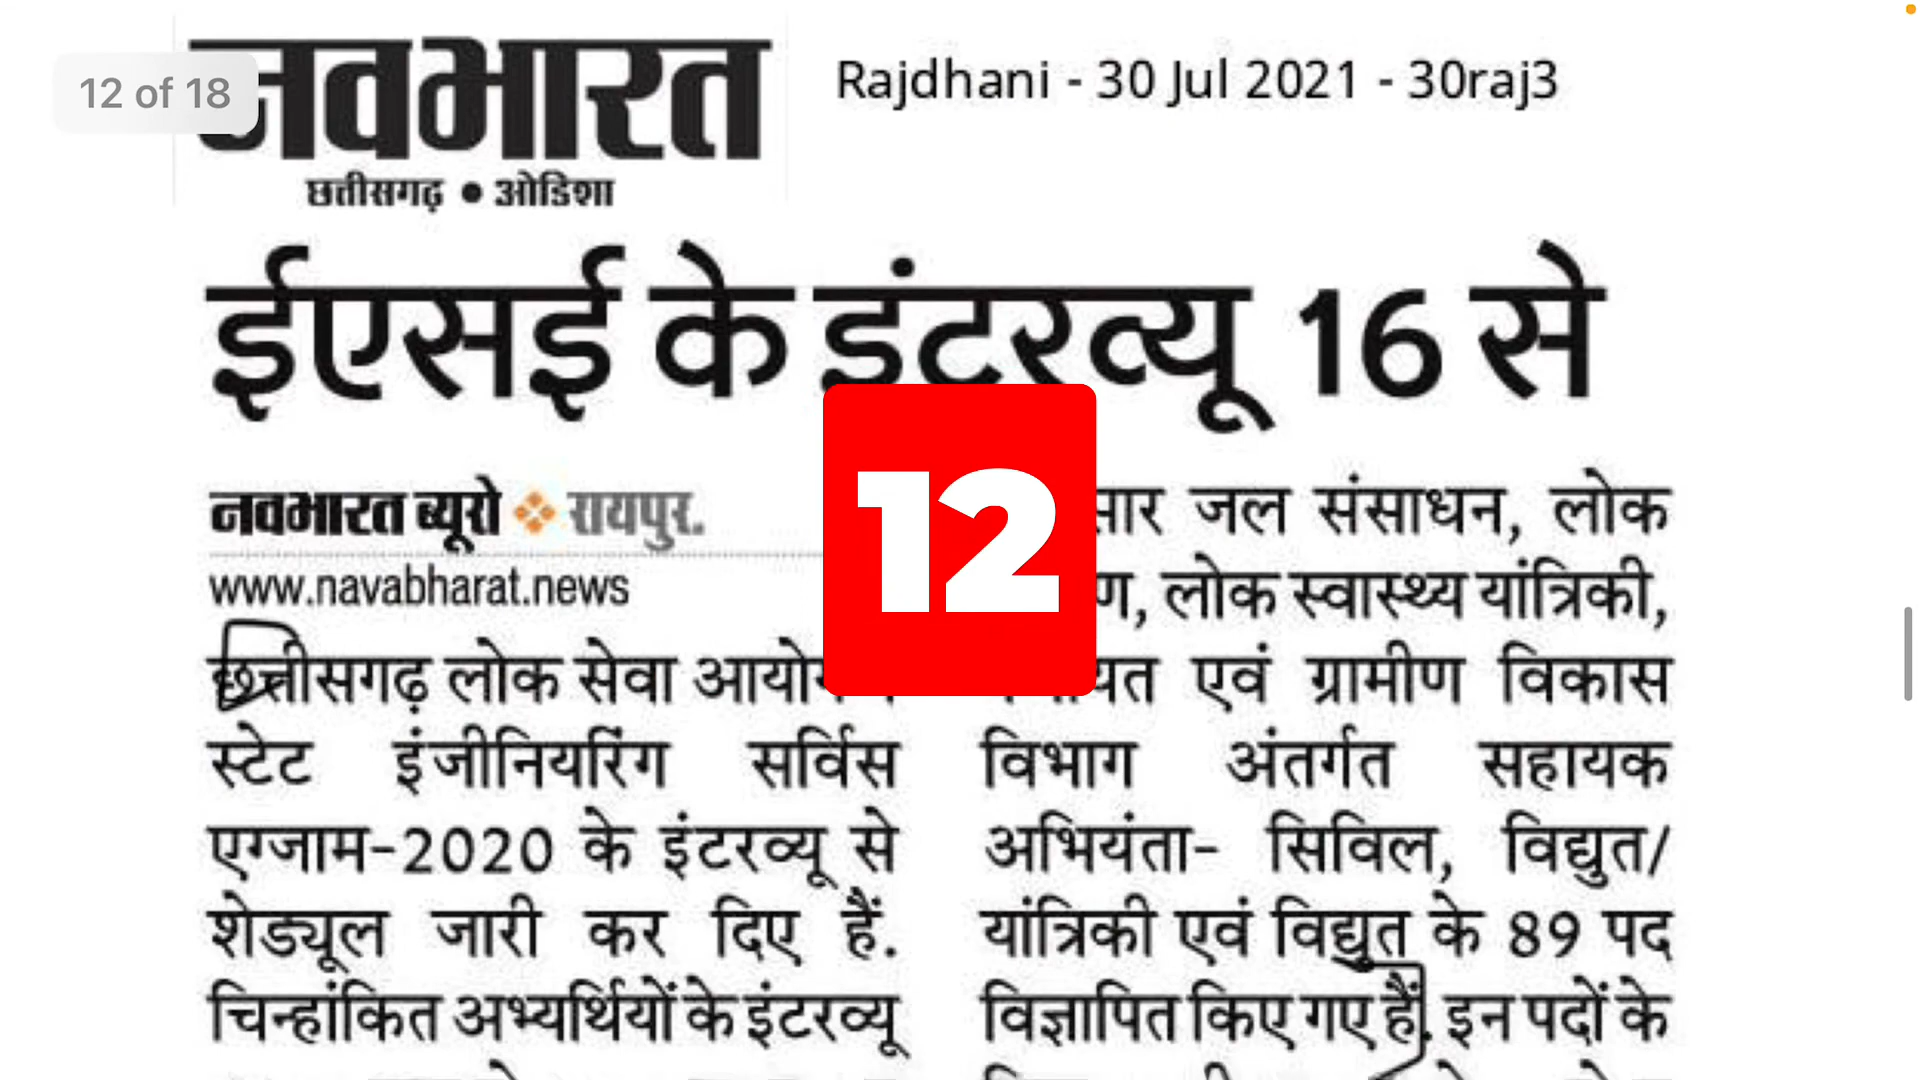 12 of 18
नवभारत
छत्तीसगढ़ • ओडिशा
Rajdhani - 30 Jul 2021 - 30raj3
ईएसई के इंटरव्यू 16 से
12
नवभारत ब्यूरो रायपुर.
www.navabharat.news
छत्तीसगढ़ लोक सेवा
स्टेट इंजीनियरिंग सर्विस
एग्जाम-2020 के इंटरव्यू से
शेड्यूल जारी कर दिए हैं.
चिन्हांकित अभ्यर्थियों के इंटरव्यू
जल संसाधन, लोक
लोक स्वास्थ्य यांत्रिकी,
एवं ग्रामीण विकास
विभाग अंतर्गत सहायक
अभियंता- सिविल, विद्युत/
यांत्रिकी एवं विद्युत के 89 पद
विज्ञापित किए गए हैं. इन पदों के